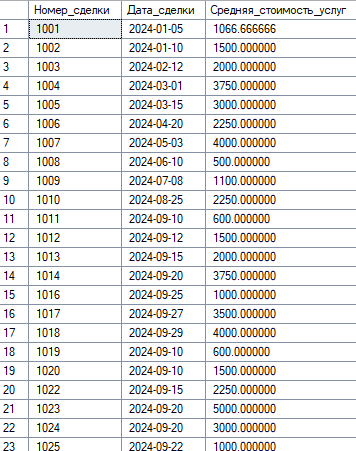 Номер_сделки Дата_сделки Средняя_стоимость_услуг
1 1001 2024-01-05 1066.666666
2 1002 2024-01-10 1500.000000
3 1003 2024-02-12 2000.000000
4 1004 2024-03-01 3750.000000
5 1005 2024-03-15 3000.000000
6 1006 2024-04-20 2250.000000
7 1007 2024-05-03 4000.000000
8 1008 2024-06-10 500.000000
9 1009 2024-07-08 1100.000000
10 1010 2024-08-25 2250.000000
11 1011 2024-09-10 600.000000
12 1012 2024-09-12 1500.000000
13 1013 2024-09-15 2000.000000
14 1014 2024-09-20 3750.000000
15 1016 2024-09-25 1000.000000
16 1017 2024-09-27 3500.000000
17 1018 2024-09-29 4000.000000
18 1019 2024-09-10 600.000000
19 1020 2024-09-10 1500.000000
20 1022 2024-09-15 2250.000000
21 1023 2024-09-20 5000.000000
22 1024 2024-09-20 3000.000000
23 1025 2024-09-22 1000.000000